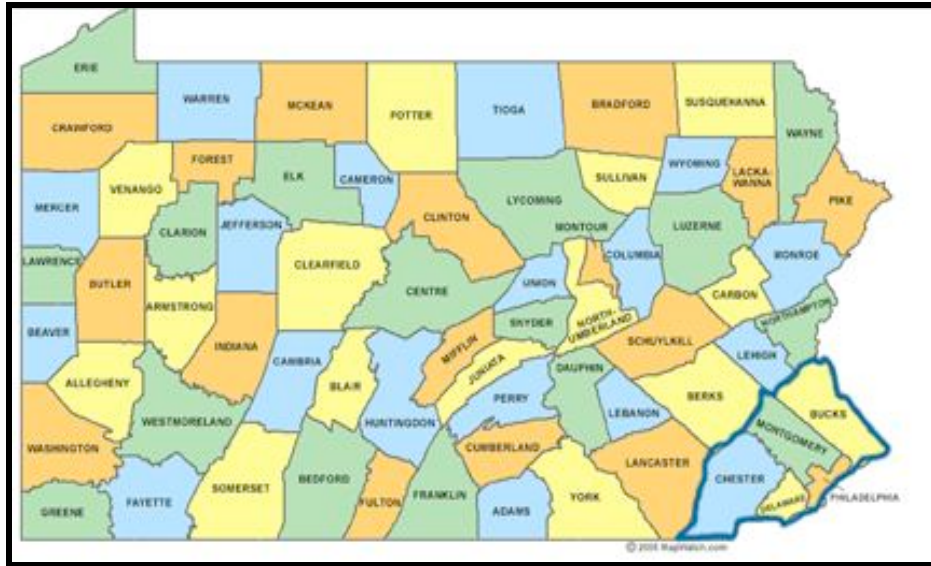 ERIE
WARREN
MCKEAN
POTTER
TIOGA
BRADFORD
SUSQUEHANNA
WAYNE
CRAWFORD
FOREST
ELK
CAMERON
SULLIVAN
WYOMING
LACKA-
WANNA
PIKE
MERCER
VENANGO
CLARION
JEFFERSON
CLINTON
LYCOMING
MONTOUR
COLUMBIA
LUZERNE
MONROE
LAWRENCE
BUTLER
ARMSTRONG
CLEARFIELD
CENTRE
UNION
NORTH-
UMBERLAND
CARBON
NORTHAMPTON
BEAVER
INDIANA
CAMBRIA
BLAIR
MIFFLIN
SNYDER
JUNIATA
DAUPHIN
SCHUYLKILL
LEHIGH
ALLEGHENY
WESTMORELAND
HUNTINGDON
PERRY
LEBANON
BERKS
BUCKS
MONTGOMERY
WASHINGTON
CUMBERLAND
LANCASTER
CHESTER
DELAWARE
PHILADELPHIA
GREENE
FAYETTE
SOMERSET
BEDFORD
FULTON
FRANKLIN
ADAMS
YORK
© 2005 MapWatch.com